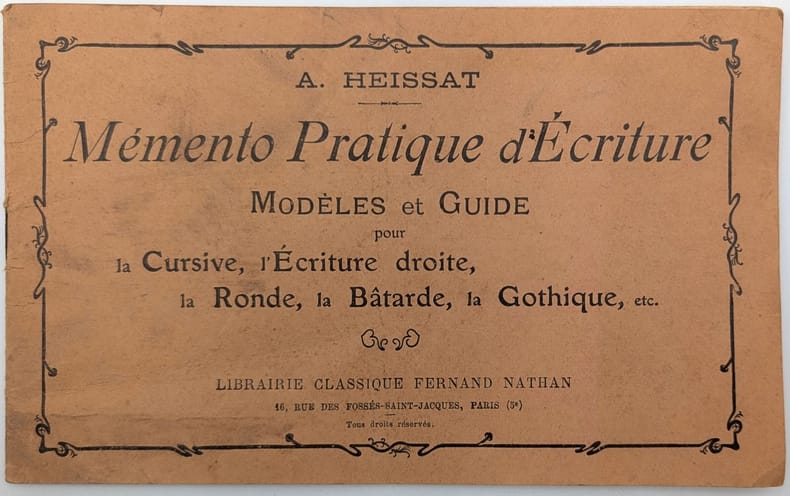 A. HEISSAT
Mémento Pratique d'Écriture
MODÈLES et GUIDE
pour
la Cursive, l'Écriture droite,
la Ronde, la Bâtarde, la Gothique, etc.
LIBRAIRIE CLASSIQUE FERNAND NATHAN
16, RUE DES FOSSÉS-SAINT-JACQUES, PARIS (5e)
Tous droits réservés.